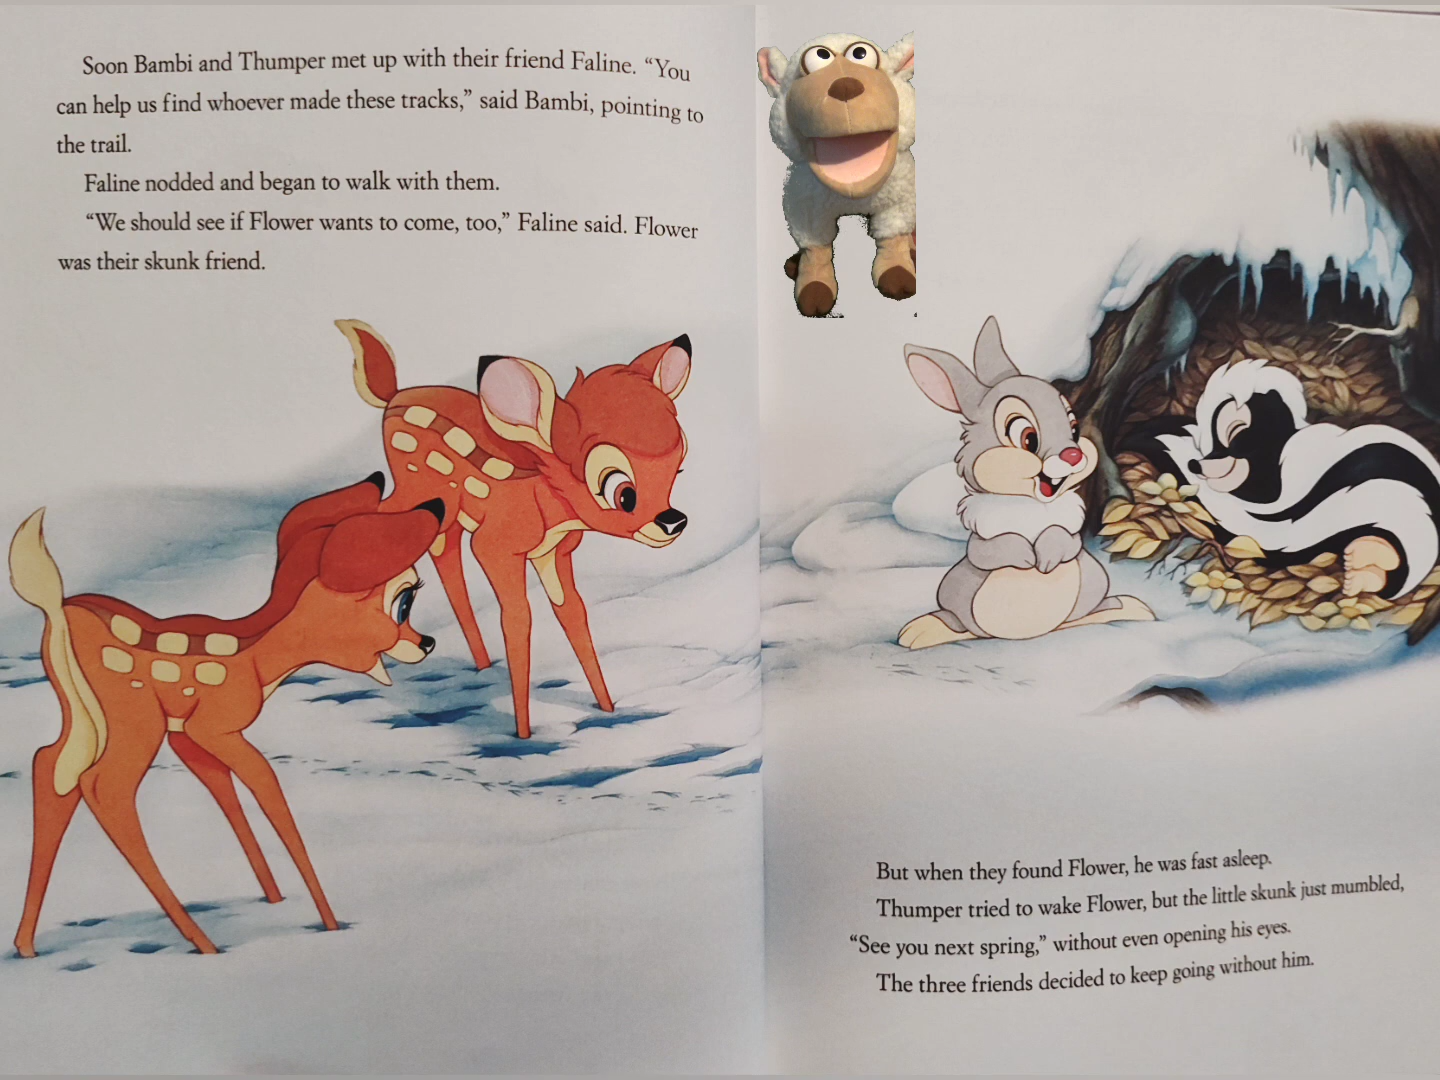 Soon Bambi and Thumper met up with their friend Faline. “You
can help us find whoever made these tracks,” said Bambi, pointing to
the trail.
Faline nodded and began to walk with them.
“We should see if Flower wants to come, too,” Faline said. Flower
was their skunk friend.
But when they found Flower, he was fast asleep.
Thumper tried to wake Flower, but the little skunk just mumbled,
“See you next spring,” without even opening his eyes.
The three friends decided to keep going without him.